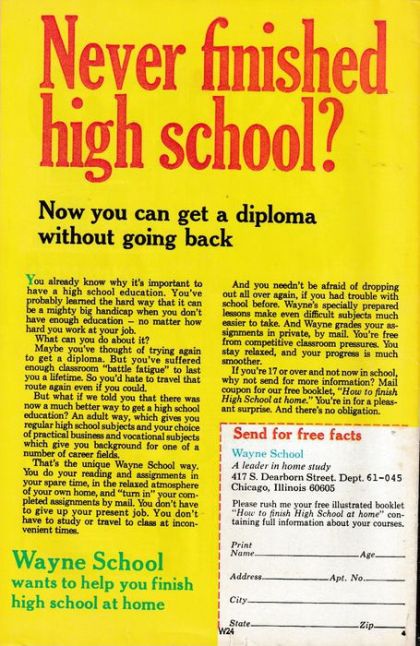 Never finished
high school?
Now you can get a diploma
without going back
You already know why it's important to
have a high school education. You've
probably learned the hard way that it can
be a mighty big handicap when you don't
have enough education – no matter how
hard you work at your job.
What can you do about it?
Maybe you've thought of trying again
to get a diploma. But you've suffered
enough classroom "battle fatigue" to last
you a lifetime. So you'd hate to travel that
route again even if you could.
But what if we told you that there was
now a much better way to get a high school
education? An adult way, which gives you
regular high school subjects and your choice
of practical business and vocational subjects
which give you background for one of a
number of career fields.
That's the unique Wayne School way.
You do your reading and assignments in
your spare time, in the relaxed atmosphere
of your own home, and "turn in" your com-
pleted assignments by mail. You don't have
to give up your present job. You don't
have to study or travel to class at incon-
venient times.
Wayne School
wants to help you finish
high school at home
And you needn't be afraid of dropping
out all over again, if you had trouble with
school before. Wayne's specially prepared
lessons make even difficult subjects much
easier to take. And Wayne grades your as-
signments in private, by mail. You're free
from competitive classroom pressures. You
stay relaxed, and your progress is much
smoother.
If you're 17 or over and not now in school,
why not send for more information? Mail
coupon for our free booklet, "How to finish
High School at home." You're in for a pleas-
ant surprise. And there's no obligation.
Send for free facts
Wayne School
A leader in home study
417 S. Dearborn Street. Dept. 61-045
Chicago, Illinois 60605
Please rush me your free illustrated booklet
"How to finish High School at home" con-
taining full information about your courses.
Print
Name Age
Address Apt. No.
City
State Zip
W24 4